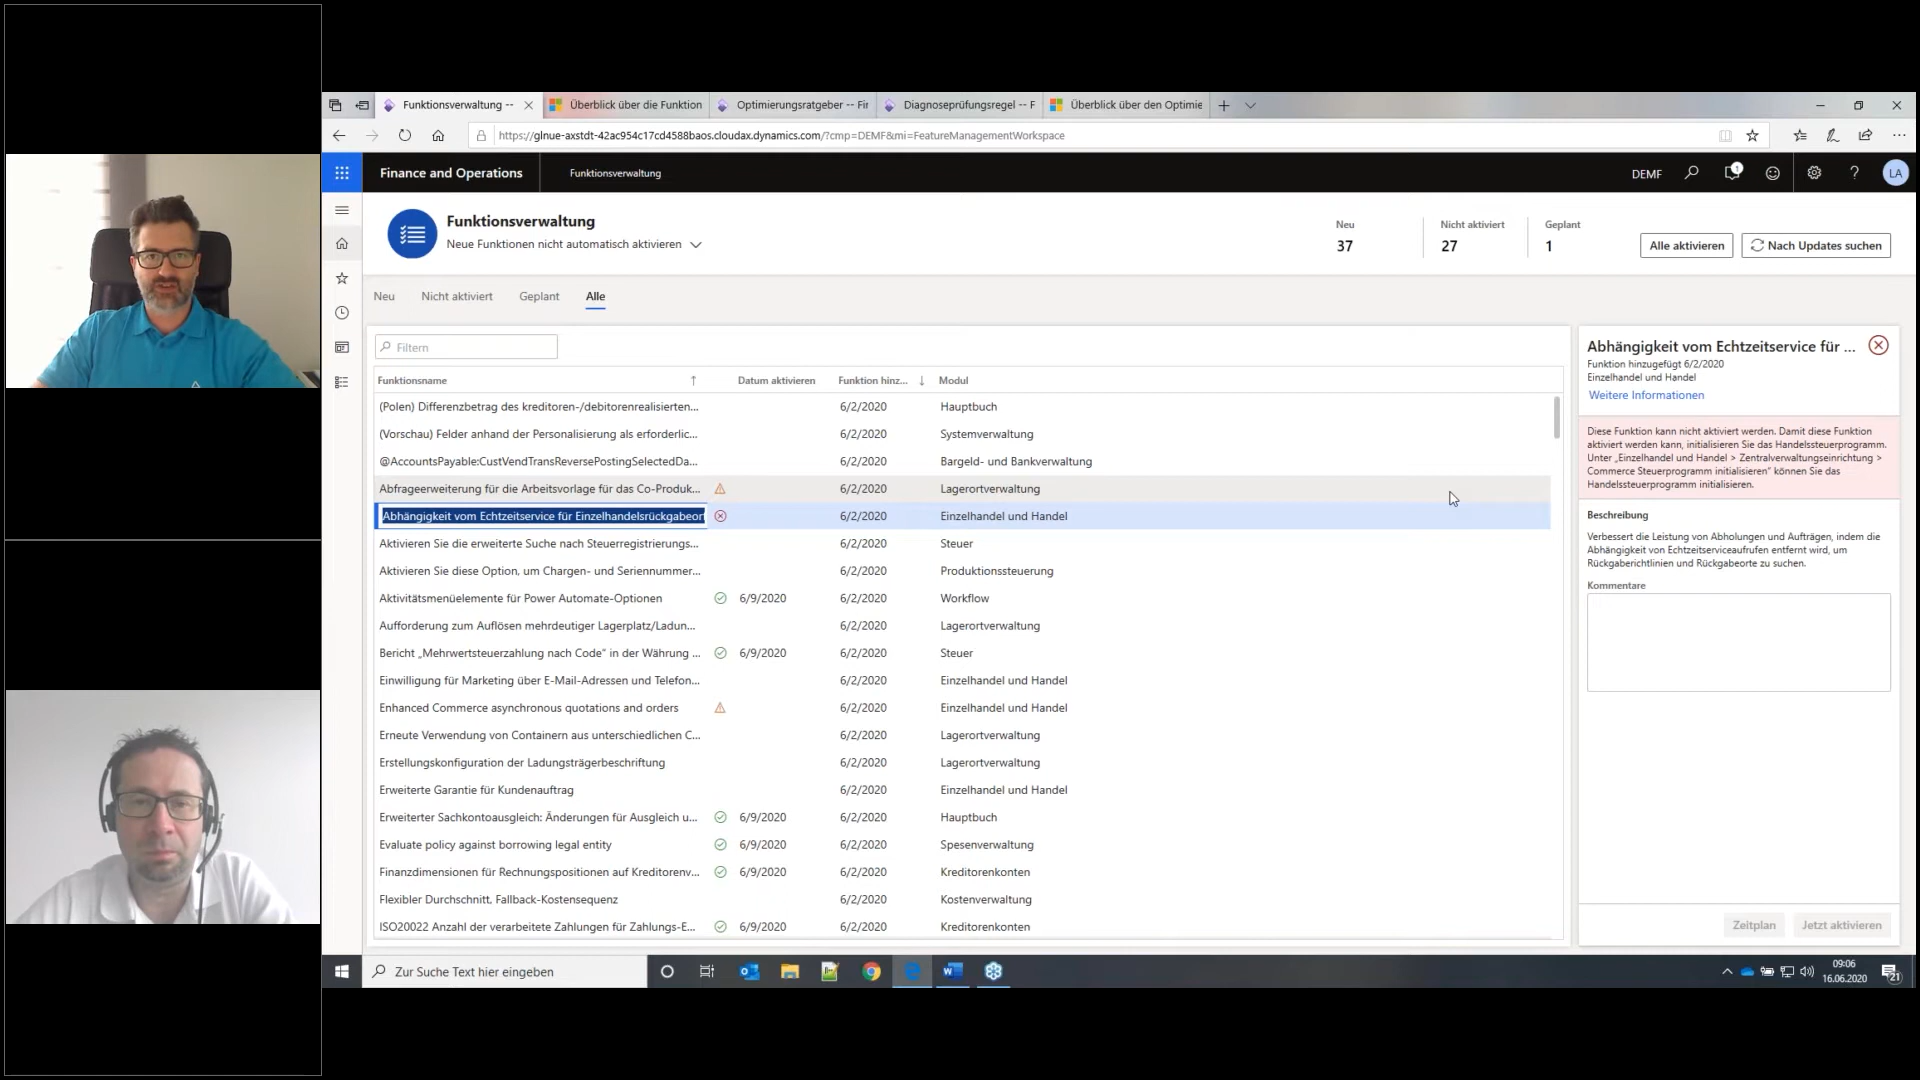 Funktionsverwaltung --
Überblick über die Funktion
Optimierungsratgeber -- Fir
Diagnoseprüfungsregel -- F
Überblick über den Optimie
https://glnue-axstdt-42ac954c17cd4588baos.cloudax.dynamics.com/?cmp=DEMF&mi=FeatureManagementWorkspace
Finance and Operations
Funktionsverwaltung
DEMF
1
?
LA
Funktionsverwaltung
Neue Funktionen nicht automatisch aktivieren
Neu
37
Nicht aktiviert
27
Geplant
1
Alle aktivieren
Nach Updates suchen
Neu
Nicht aktiviert
Geplant
Alle
Filtern
Funktionsname ↑ Datum aktivieren Funktion hinz... ↓ Modul
(Polen) Differenzbetrag des kreditoren-/debitorenrealisierten... 6/2/2020 Hauptbuch
(Vorschau) Felder anhand der Personalisierung als erforderlic... 6/2/2020 Systemverwaltung
@AccountsPayable:CustVendTransReversePostingSelectedDa... 6/2/2020 Bargeld- und Bankverwaltung
Abfrageerweiterung für die Arbeitsvorlage für das Co-Produk... 6/2/2020 Lagerortverwaltung
Abhängigkeit vom Echtzeitservice für Einzelhandelsrückgabeort 6/2/2020 Einzelhandel und Handel
Aktivieren Sie die erweiterte Suche nach Steuerregistrierungs... 6/2/2020 Steuer
Aktivieren Sie diese Option, um Chargen- und Seriennummer... 6/2/2020 Produktionssteuerung
Aktivitätsmenüelemente für Power Automate-Optionen 6/9/2020 6/2/2020 Workflow
Aufforderung zum Auflösen mehrdeutiger Lagerplatz/Ladun... 6/2/2020 Lagerortverwaltung
Bericht „Mehrwertsteuerzahlung nach Code“ in der Währung ... 6/9/2020 6/2/2020 Steuer
Einwilligung für Marketing über E-Mail-Adressen und Telefon... 6/2/2020 Einzelhandel und Handel
Enhanced Commerce asynchronous quotations and orders 6/2/2020 Einzelhandel und Handel
Erneute Verwendung von Containern aus unterschiedlichen C... 6/2/2020 Lagerortverwaltung
Erstellungskonfiguration der Ladungsträgerbeschriftung 6/2/2020 Lagerortverwaltung
Erweiterte Garantie für Kundenauftrag 6/2/2020 Einzelhandel und Handel
Erweiterter Sachkontoausgleich: Änderungen für Ausgleich u... 6/9/2020 6/2/2020 Hauptbuch
Evaluate policy against borrowing legal entity 6/9/2020 6/2/2020 Spesenverwaltung
Finanzdimensionen für Rechnungspositionen auf Kreditorenv... 6/9/2020 6/2/2020 Kreditorenkonten
Flexibler Durchschnitt, Fallback-Kostensequenz 6/2/2020 Kostenverwaltung
ISO20022 Anzahl der verarbeitete Zahlungen für Zahlungs-E... 6/9/2020 6/2/2020 Kreditorenkonten
Abhängigkeit vom Echtzeitservice für ...
Funktion hinzugefügt 6/2/2020
Einzelhandel und Handel
Weitere Informationen
Diese Funktion kann nicht aktiviert werden. Damit diese Funktion
aktiviert werden kann, initialisieren Sie das Handelssteuerprogramm.
Unter „Einzelhandel und Handel > Zentralverwaltungseinrichtung >
Commerce Steuerprogramm initialisieren“ können Sie das
Handelssteuerprogramm initialisieren.
Beschreibung
Verbessert die Leistung von Abholungen und Aufträgen, indem die
Abhängigkeit von Echtzeitserviceaufrufen entfernt wird, um
Rückgaberichtlinien und Rückgabeorte zu suchen.
Kommentare
Zeitplan
Jetzt aktivieren
Zur Suche Text hier eingeben
09:06
16.06.2020
21